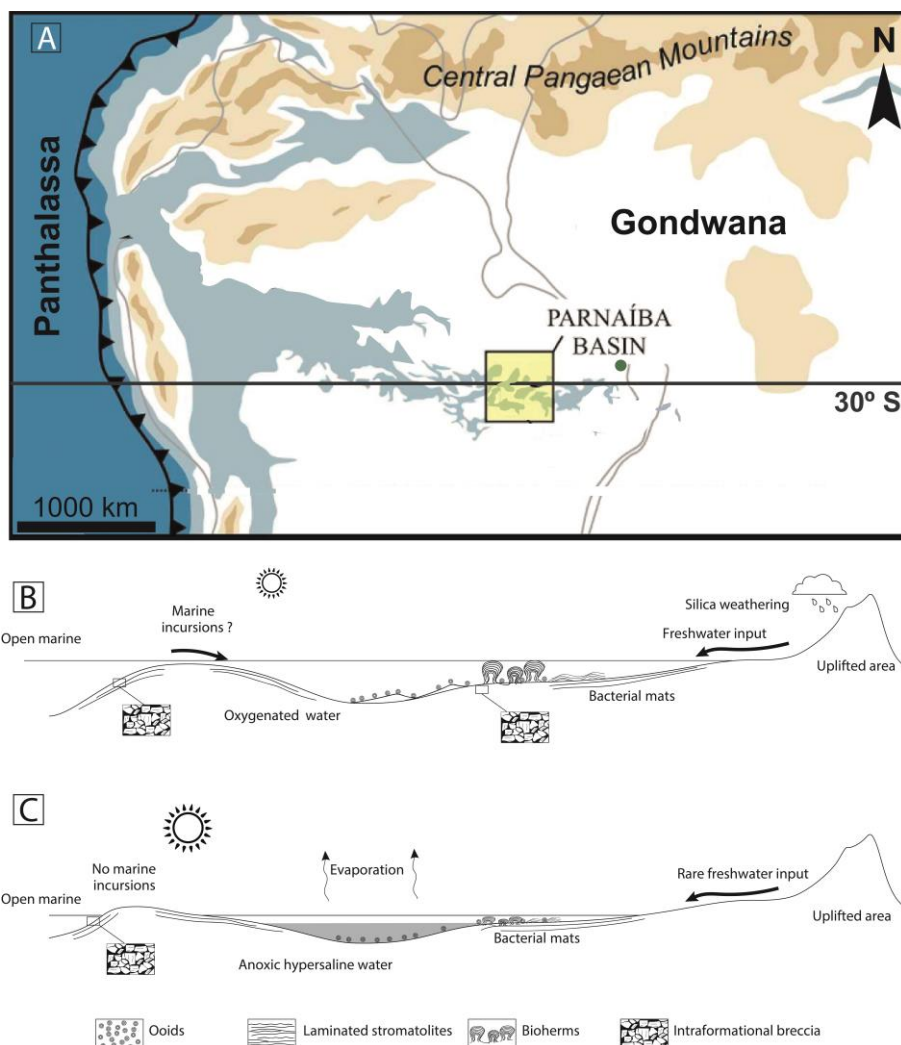 A
Central Pangaean Mountains
N
Panthalassa
Gondwana
PARNAÍBA
BASIN
30º S
1000 km
B
Open marine
Marine
incursions ?
Silica weathering
Freshwater input
Uplifted area
Oxygenated water
Bacterial mats
C
Open marine
No marine
incursions
Evaporation
Rare freshwater input
Uplifted area
Anoxic hypersaline water
Bacterial mats
Ooids
Laminated stromatolites
Bioherms
Intraformational breccia